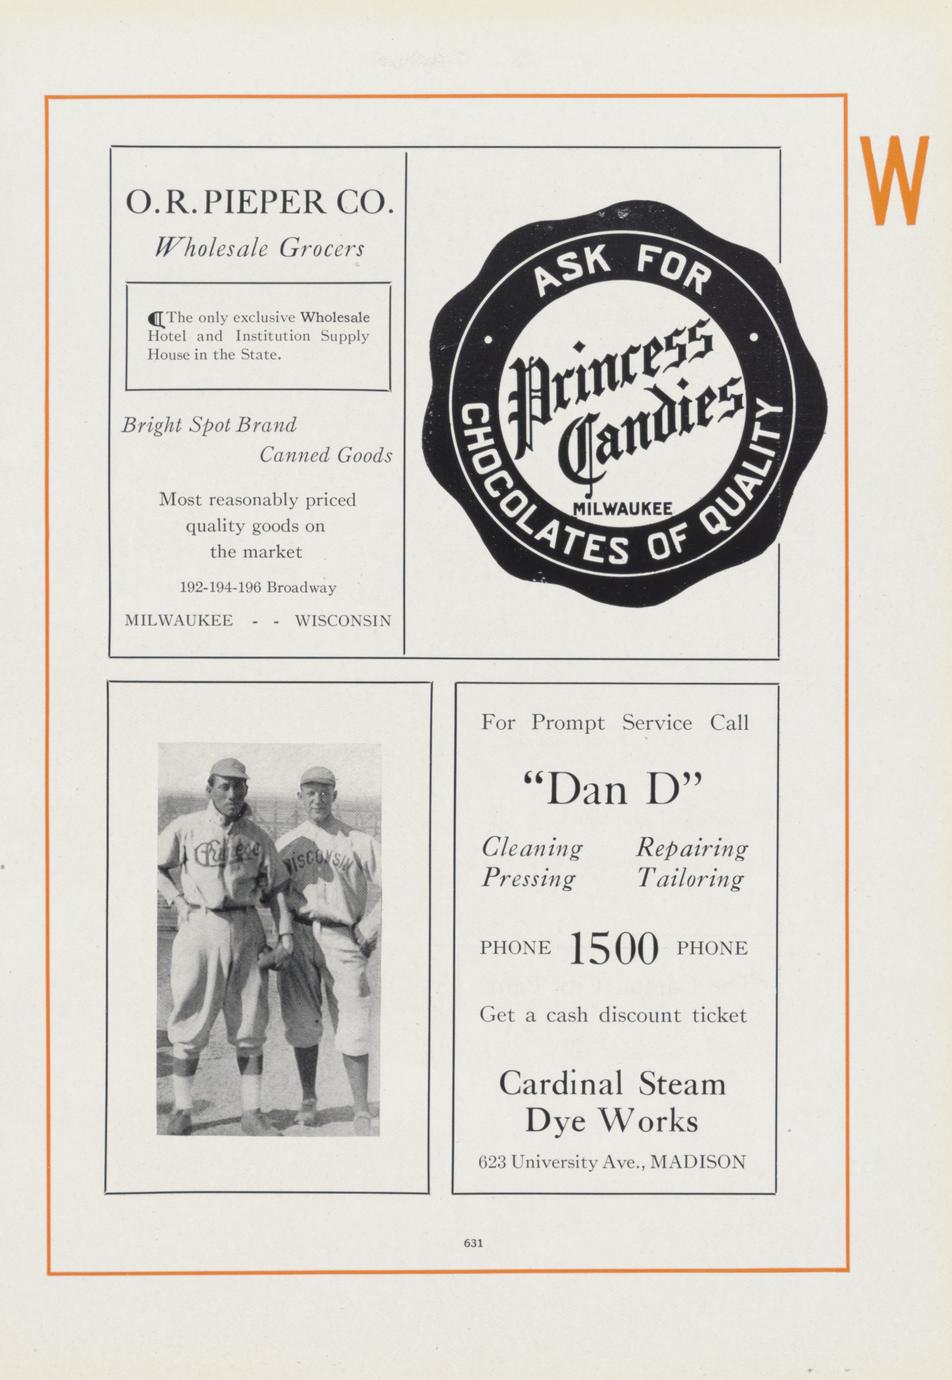 W
O. R. PIEPER CO.
Wholesale Grocers
¶The only exclusive Wholesale
Hotel and Institution Supply
House in the State.
Bright Spot Brand
Canned Goods
Most reasonably priced
quality goods on
the market
192-194-196 Broadway
MILWAUKEE - - WISCONSIN
ASK FOR
Princess
Candies
MILWAUKEE
CHOCOLATES OF QUALITY
Chinese
WISCONSIN
For Prompt Service Call
“Dan D”
Cleaning Repairing
Pressing Tailoring
PHONE 1500 PHONE
Get a cash discount ticket
Cardinal Steam
Dye Works
623 University Ave., MADISON
631